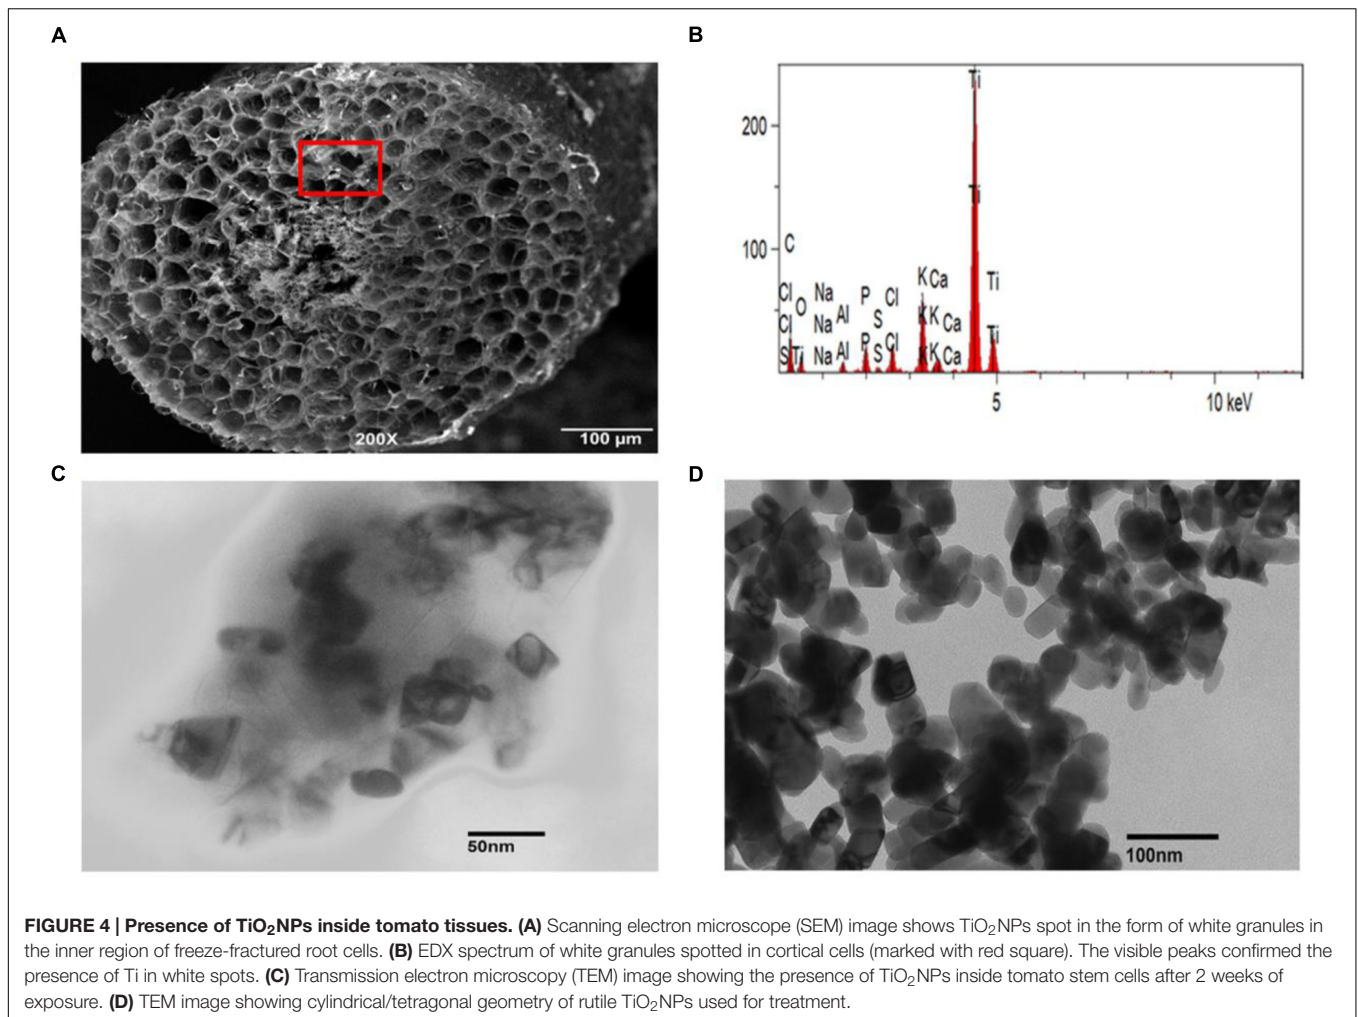 A
B
200X
100 µm
200
100
Ti
Ti
C
Cl Na K Ca Ti
O P Cl
Al S
Cl Na K K Ca
S Ti Na Al P S Cl K K Ca Ti
5
10 keV
C
D
50nm
100nm
FIGURE 4 | Presence of TiO₂NPs inside tomato tissues. (A) Scanning electron microscope (SEM) image shows TiO₂NPs spot in the form of white granules in
the inner region of freeze-fractured root cells. (B) EDX spectrum of white granules spotted in cortical cells (marked with red square). The visible peaks confirmed the
presence of Ti in white spots. (C) Transmission electron microscopy (TEM) image showing the presence of TiO₂NPs inside tomato stem cells after 2 weeks of
exposure. (D) TEM image showing cylindrical/tetragonal geometry of rutile TiO₂NPs used for treatment.